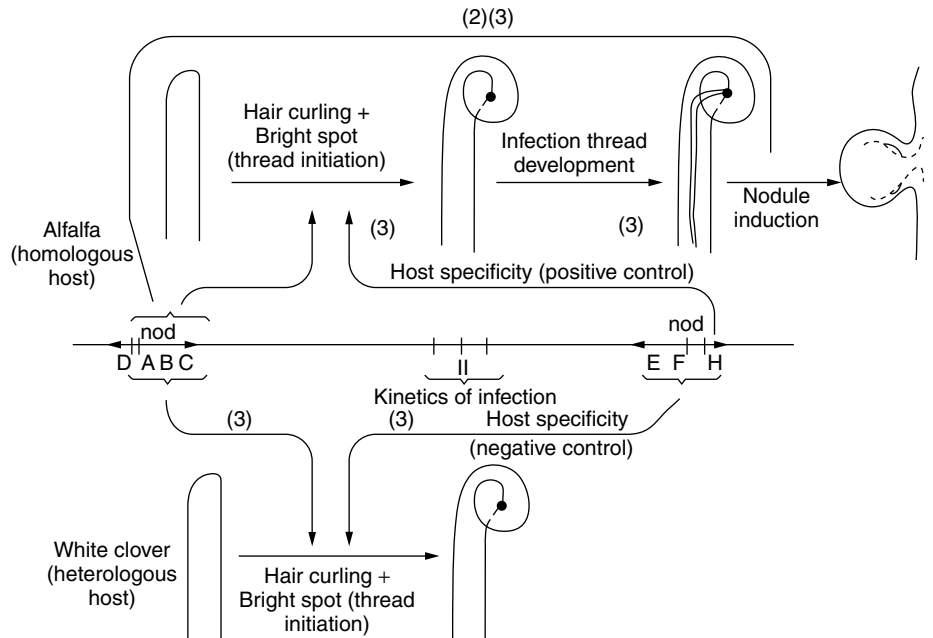 (2)(3)
Hair curling +
Bright spot
(thread initiation)
Infection thread
development
Nodule
induction
Alfalfa
(homologous
host)
(3)
(3)
Host specificity (positive control)
nod
nod
D A B C
II
E F H
Kinetics of infection
(3)
(3)
Host specificity
(negative control)
White clover
(heterologous
host)
Hair curling +
Bright spot (thread
initiation)